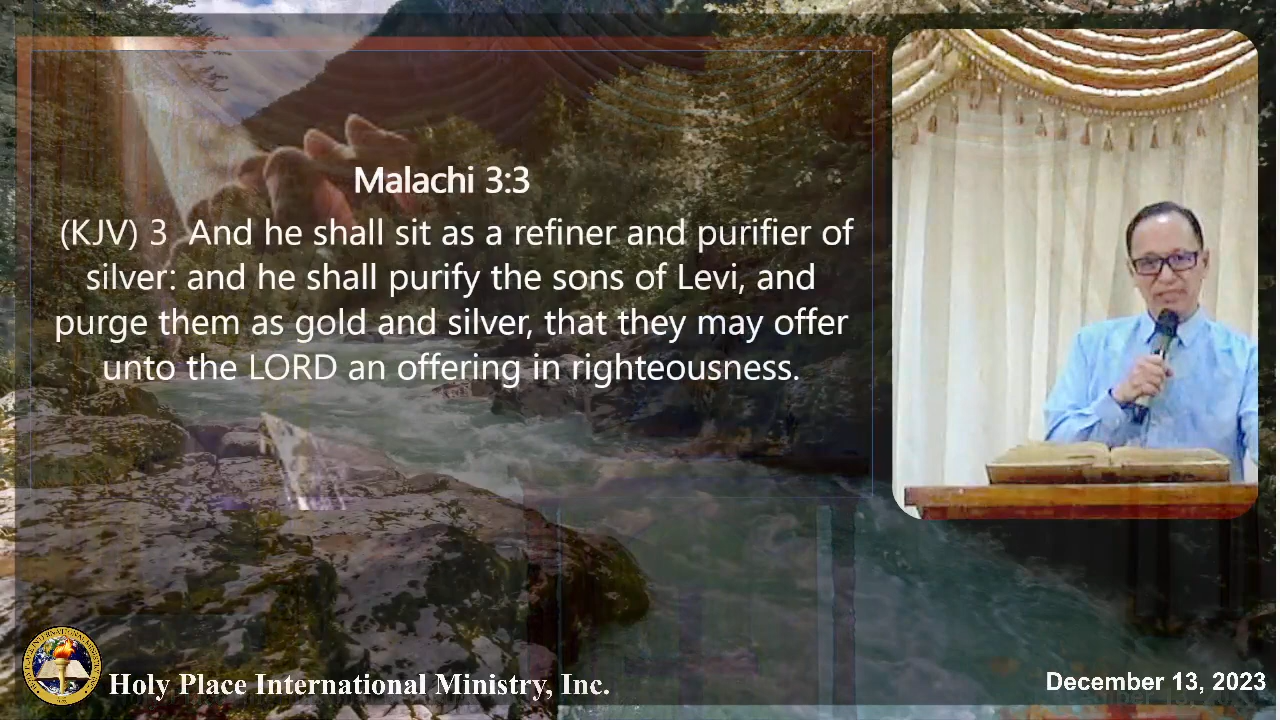 Malachi 3:3
(KJV) 3 And he shall sit as a refiner and purifier of
silver: and he shall purify the sons of Levi, and
purge them as gold and silver, that they may offer
unto the LORD an offering in righteousness.
Holy Place International Ministry, Inc.
December 13, 2023